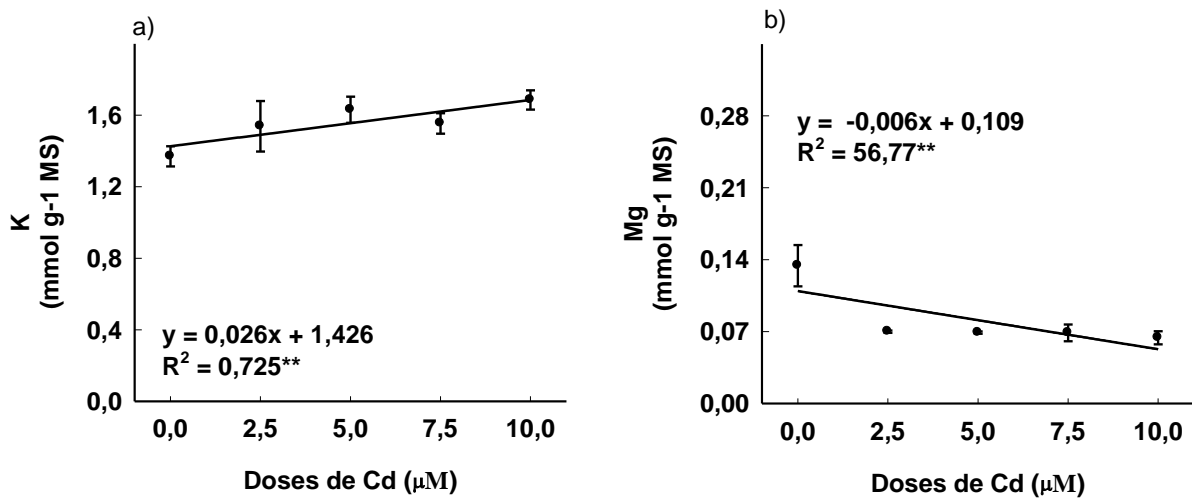 a)
K
(mmol g-1 MS)
1,6
1,2
0,8
0,4
0,0
y = 0,026x + 1,426
R² = 0,725**
0,0 2,5 5,0 7,5 10,0
Doses de Cd (μM)
b)
Mg
(mmol g-1 MS)
0,28
0,21
0,14
0,07
0,00
y = -0,006x + 0,109
R² = 56,77**
0,0 2,5 5,0 7,5 10,0
Doses de Cd (μM)